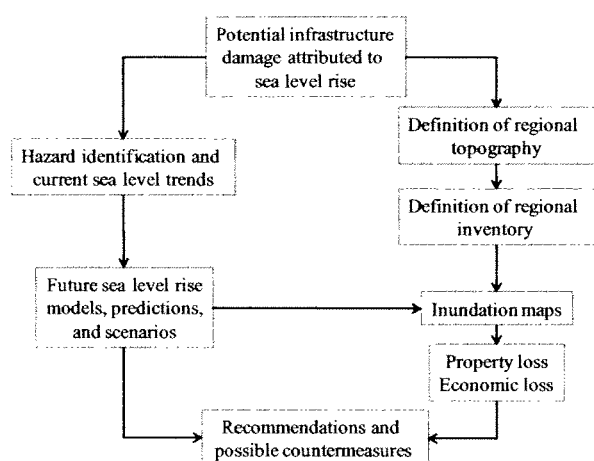 Potential infrastructure
damage attributed to
sea level rise
Hazard identification and
current sea level trends
Definition of regional
topography
Definition of regional
inventory
Future sea level rise
models, predictions,
and scenarios
Inundation maps
Property loss
Economic loss
Recommendations and
possible countermeasures